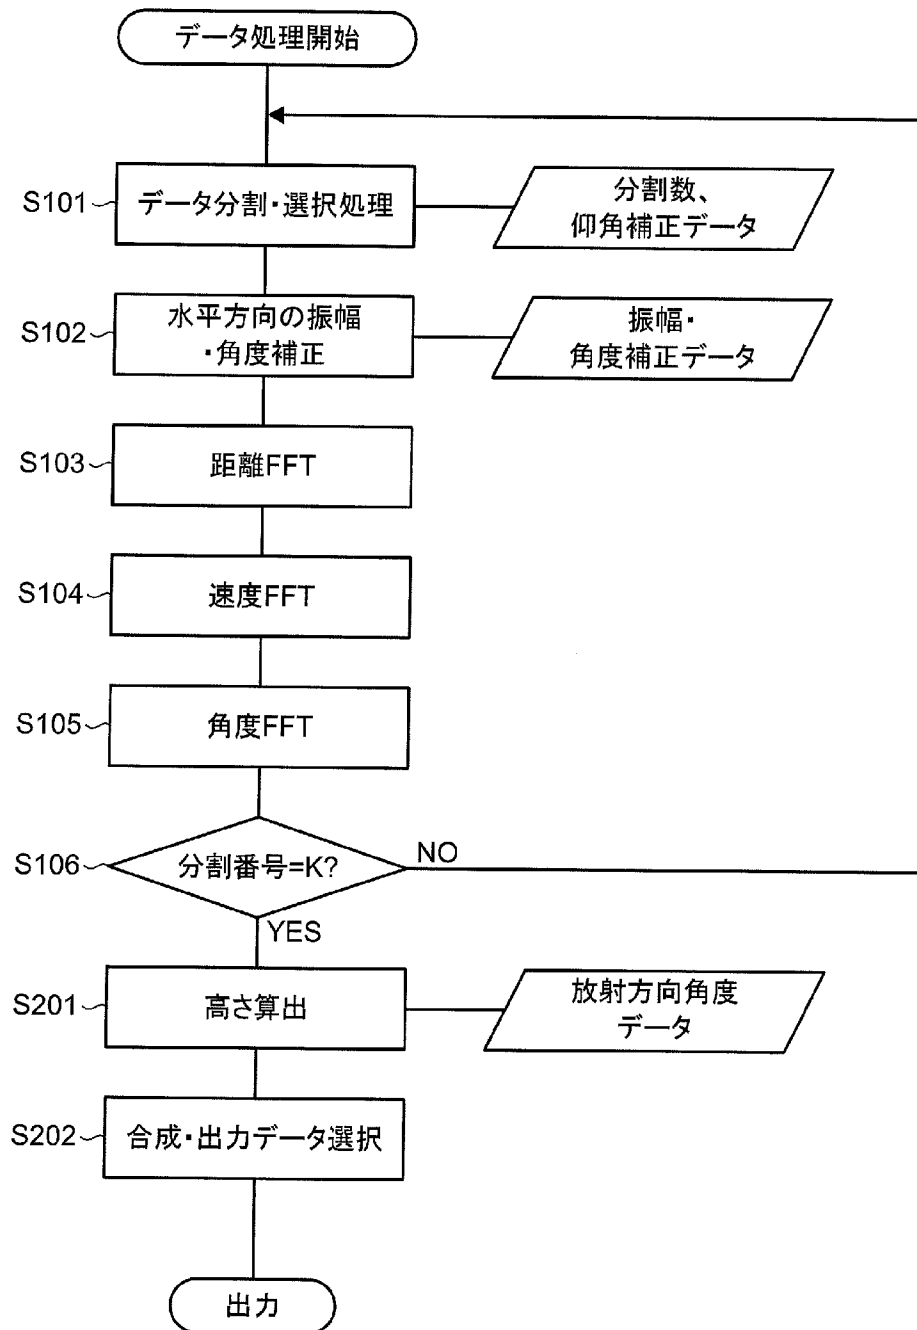 データ処理開始
S101
データ分割・選択処理
分割数、
仰角補正データ
S102
水平方向の振幅
・角度補正
振幅・
角度補正データ
S103
距離FFT
S104
速度FFT
S105
角度FFT
S106
分割番号=K?
NO
YES
S201
高さ算出
放射方向角度
データ
S202
合成・出力データ選択
出力